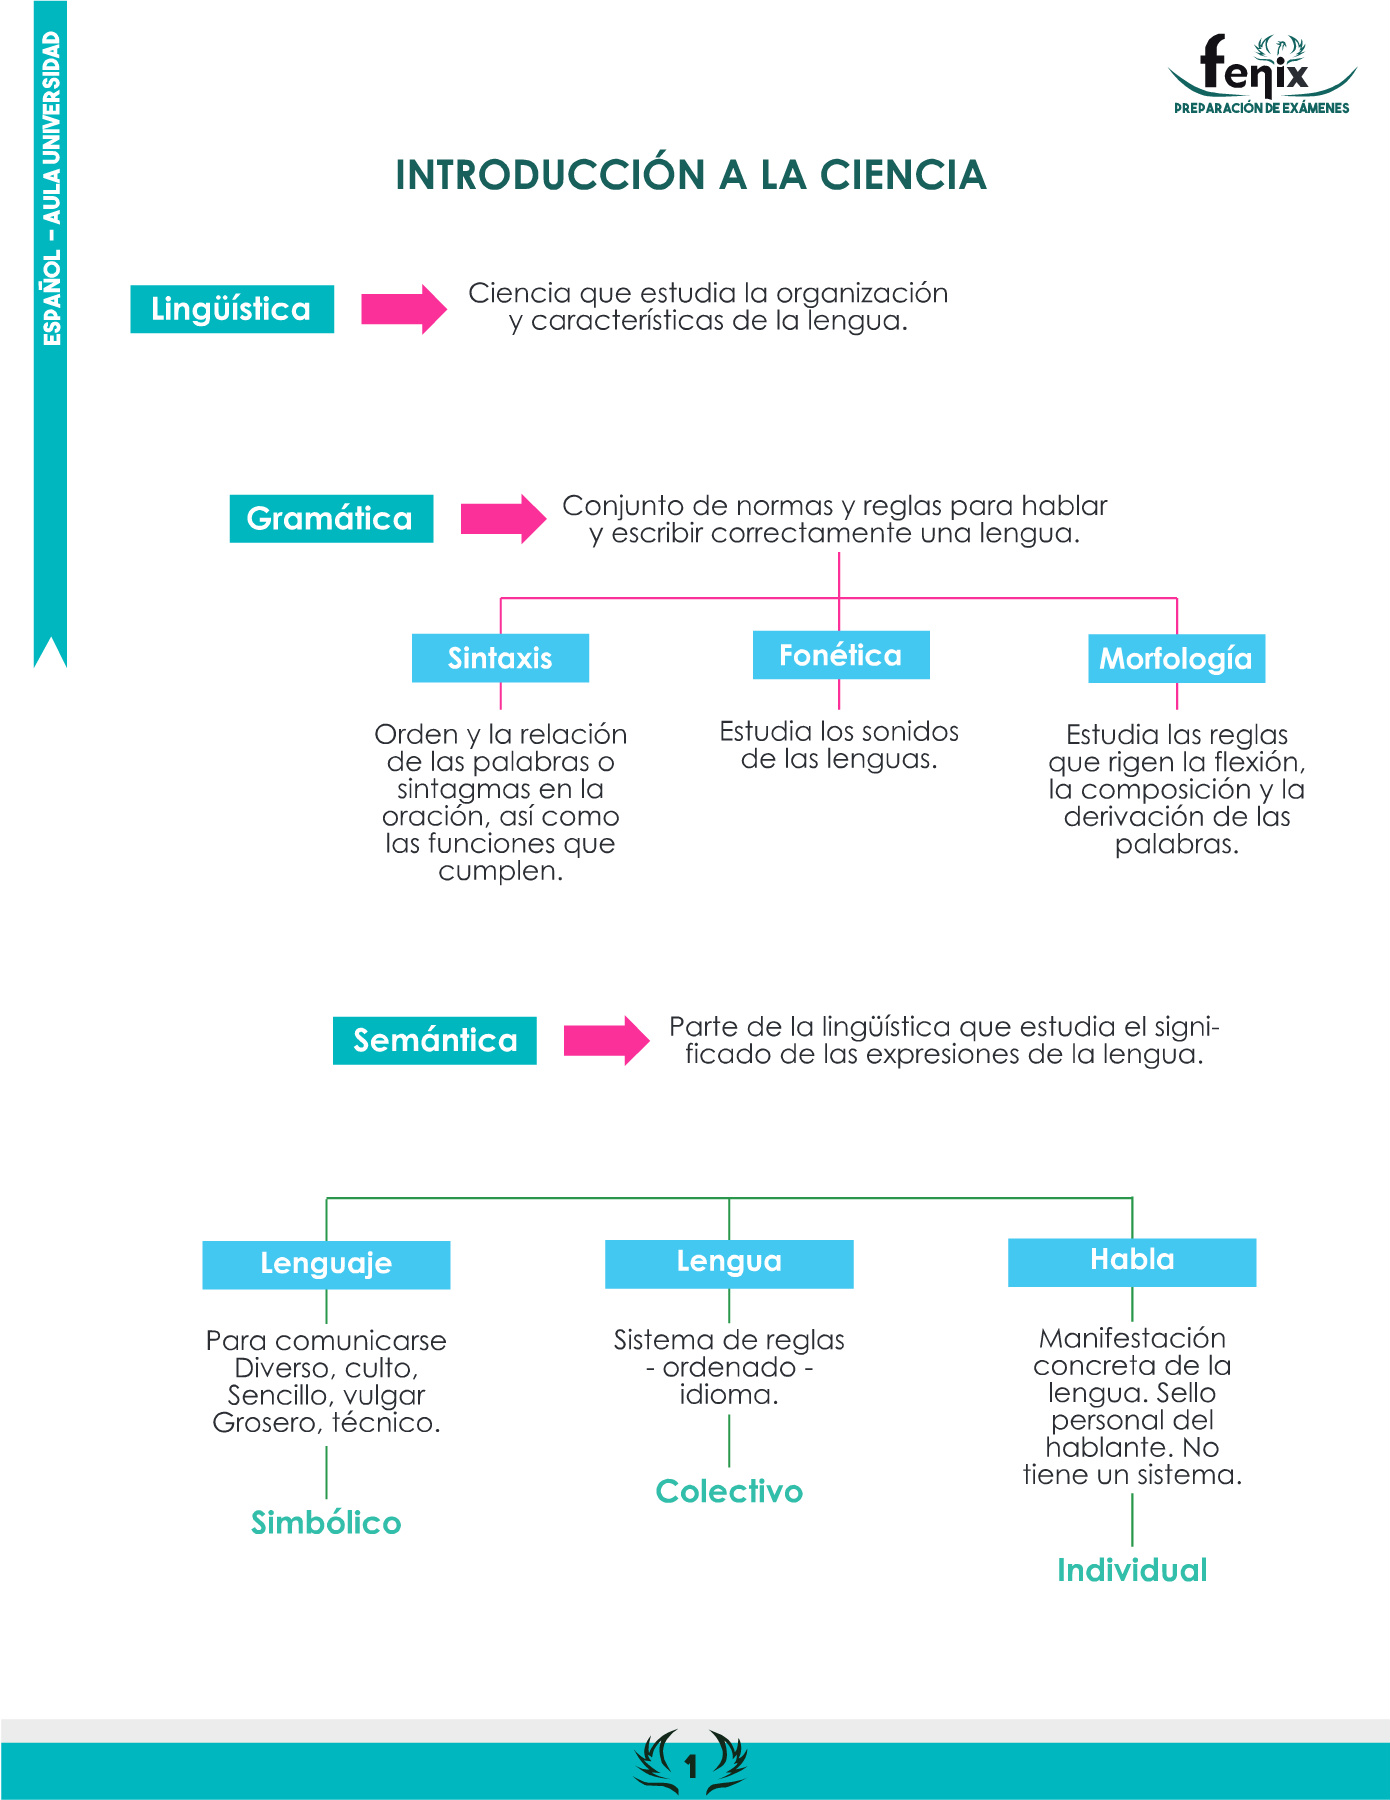 ESPAÑOL - AULA UNIVERSIDAD
fenix
PREPARACIÓN DE EXÁMENES
INTRODUCCIÓN A LA CIENCIA
Lingüística
Ciencia que estudia la organización
y características de la lengua.
Gramática
Conjunto de normas y reglas para hablar
y escribir correctamente una lengua.
Sintaxis
Orden y la relación
de las palabras o
sintagmas en la
oración, así como
las funciones que
cumplen.
Fonética
Estudia los sonidos
de las lenguas.
Morfología
Estudia las reglas
que rigen la flexión,
la composición y la
derivación de las
palabras.
Semántica
Parte de la lingüística que estudia el signi-
ficado de las expresiones de la lengua.
Lenguaje
Para comunicarse
Diverso, culto,
Sencillo, vulgar
Grosero, técnico.
Simbólico
Lengua
Sistema de reglas
- ordenado -
idioma.
Colectivo
Habla
Manifestación
concreta de la
lengua. Sello
personal del
hablante. No
tiene un sistema.
Individual
1